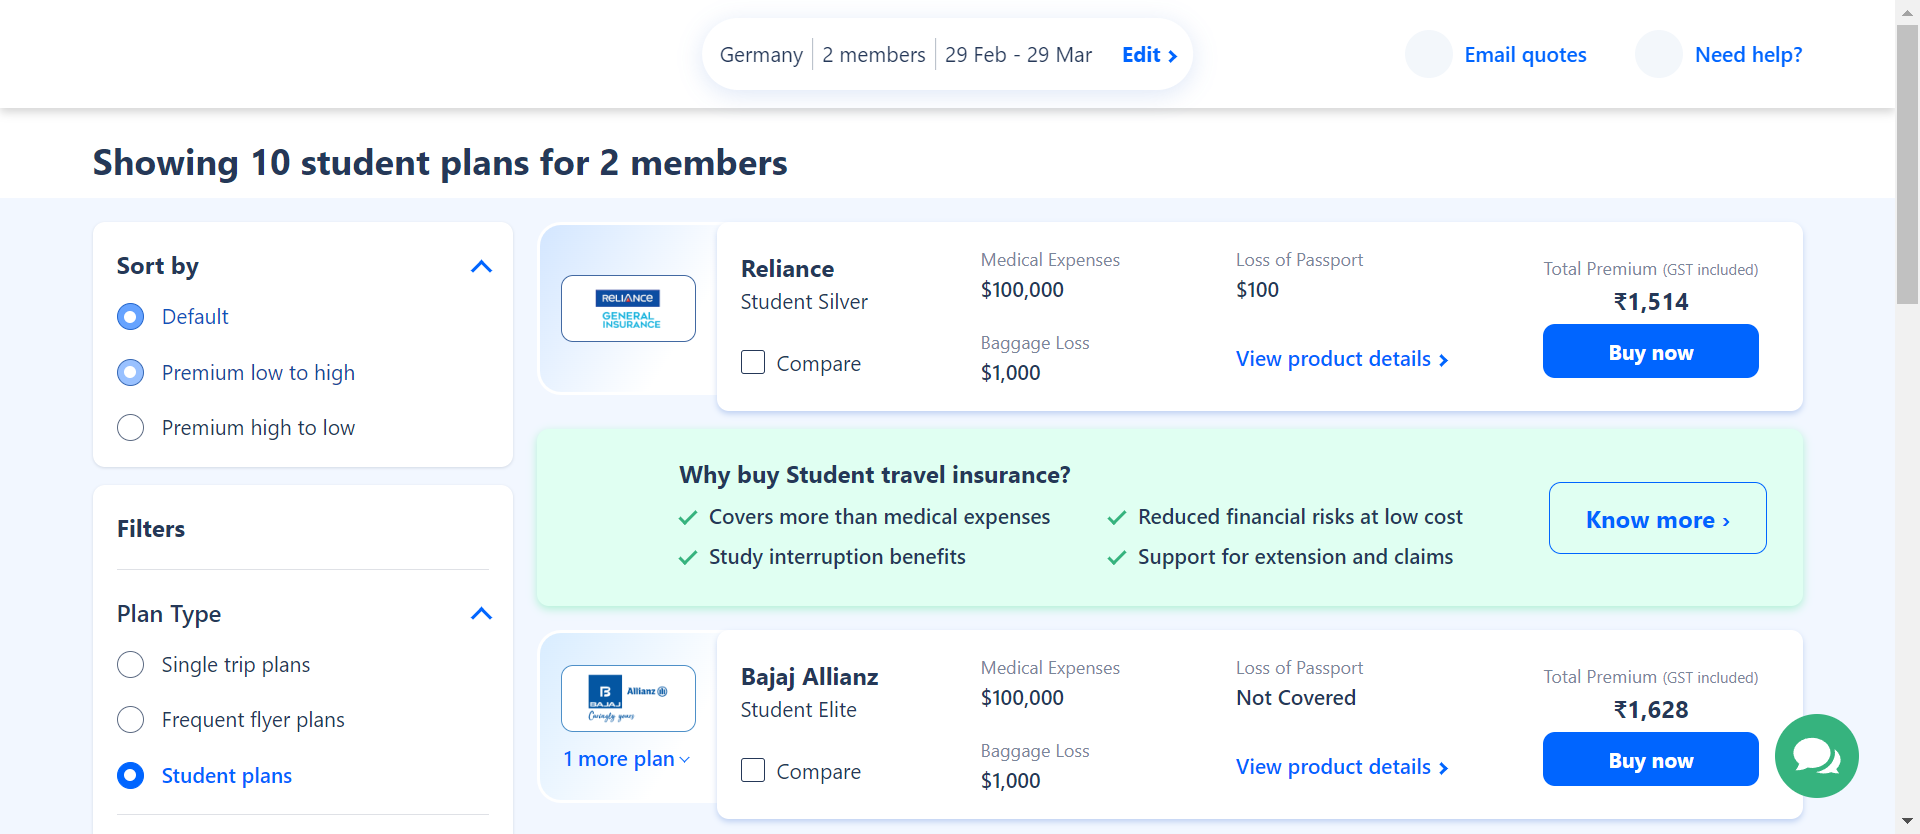 Germany 2 members 29 Feb - 29 Mar Edit ›
Email quotes
Need help?
Showing 10 student plans for 2 members
Sort by
Default
Premium low to high
Premium high to low
Filters
Plan Type
Single trip plans
Frequent flyer plans
Student plans
RELIANCE
GENERAL
INSURANCE
Reliance
Student Silver
Compare
Medical Expenses
$100,000
Baggage Loss
$1,000
Loss of Passport
$100
View product details ›
Total Premium (GST included)
₹1,514
Buy now
Why buy Student travel insurance?
Covers more than medical expenses
Reduced financial risks at low cost
Study interruption benefits
Support for extension and claims
Know more ›
B
BAJAJ
Allianz
Caringly yours
1 more plan
Bajaj Allianz
Student Elite
Compare
Medical Expenses
$100,000
Baggage Loss
$1,000
Loss of Passport
Not Covered
View product details ›
Total Premium (GST included)
₹1,628
Buy now